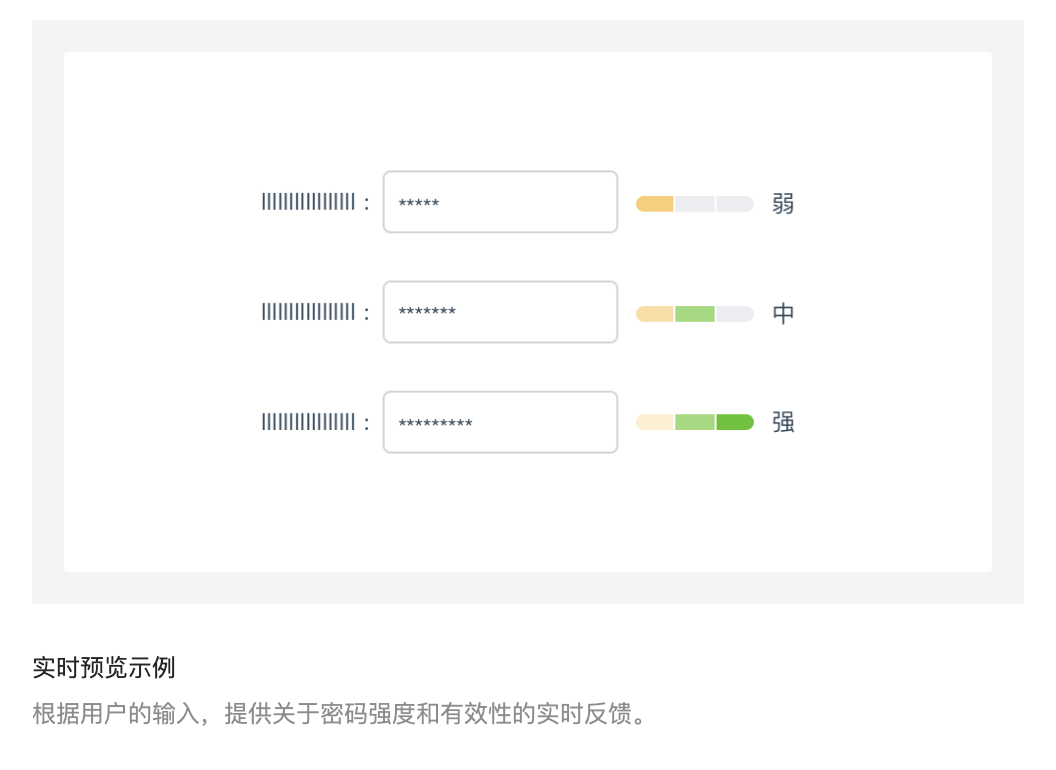 : ***** 弱
: ******* 中
: ********* 强
实时预览示例
根据用户的输入，提供关于密码强度和有效性的实时反馈。